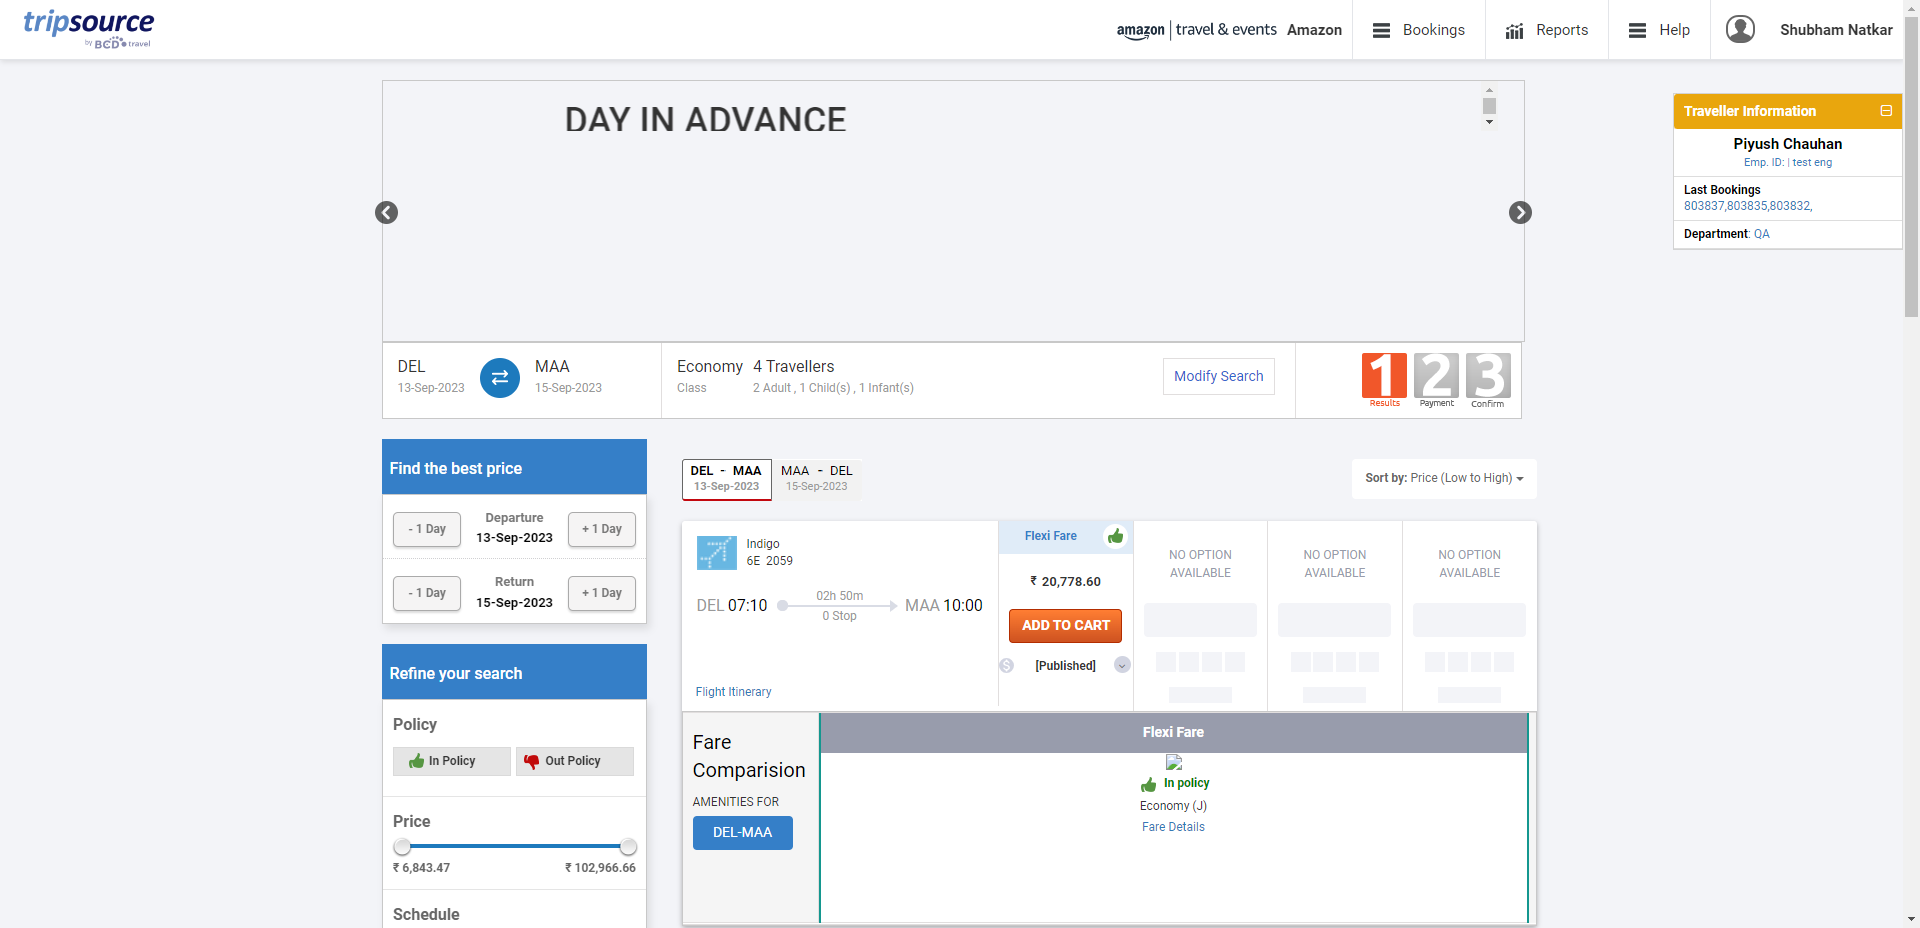 tripsource
by BCD travel
amazon | travel & events Amazon
Bookings
Reports
Help
Shubham Natkar
DAY IN ADVANCE
Traveller Information
Piyush Chauhan
Emp. ID: | test eng
Last Bookings
803837,803835,803832,
Department: QA
DEL
13-Sep-2023
MAA
15-Sep-2023
Economy
Class
4 Travellers
2 Adult , 1 Child(s) , 1 Infant(s)
Modify Search
1 2 3
Results Payment Confirm
Find the best price
- 1 Day
Departure
13-Sep-2023
+ 1 Day
- 1 Day
Return
15-Sep-2023
+ 1 Day
Refine your search
Policy
In Policy
Out Policy
Price
₹ 6,843.47
₹ 102,966.66
Schedule
DEL - MAA
13-Sep-2023
MAA - DEL
15-Sep-2023
Sort by: Price (Low to High)
Indigo
6E 2059
DEL 07:10
02h 50m
0 Stop
MAA 10:00
Flight Itinerary
Flexi Fare
₹ 20,778.60
ADD TO CART
[Published]
NO OPTION
AVAILABLE
NO OPTION
AVAILABLE
NO OPTION
AVAILABLE
Fare
Comparision
AMENITIES FOR
DEL-MAA
Flexi Fare
In policy
Economy (J)
Fare Details